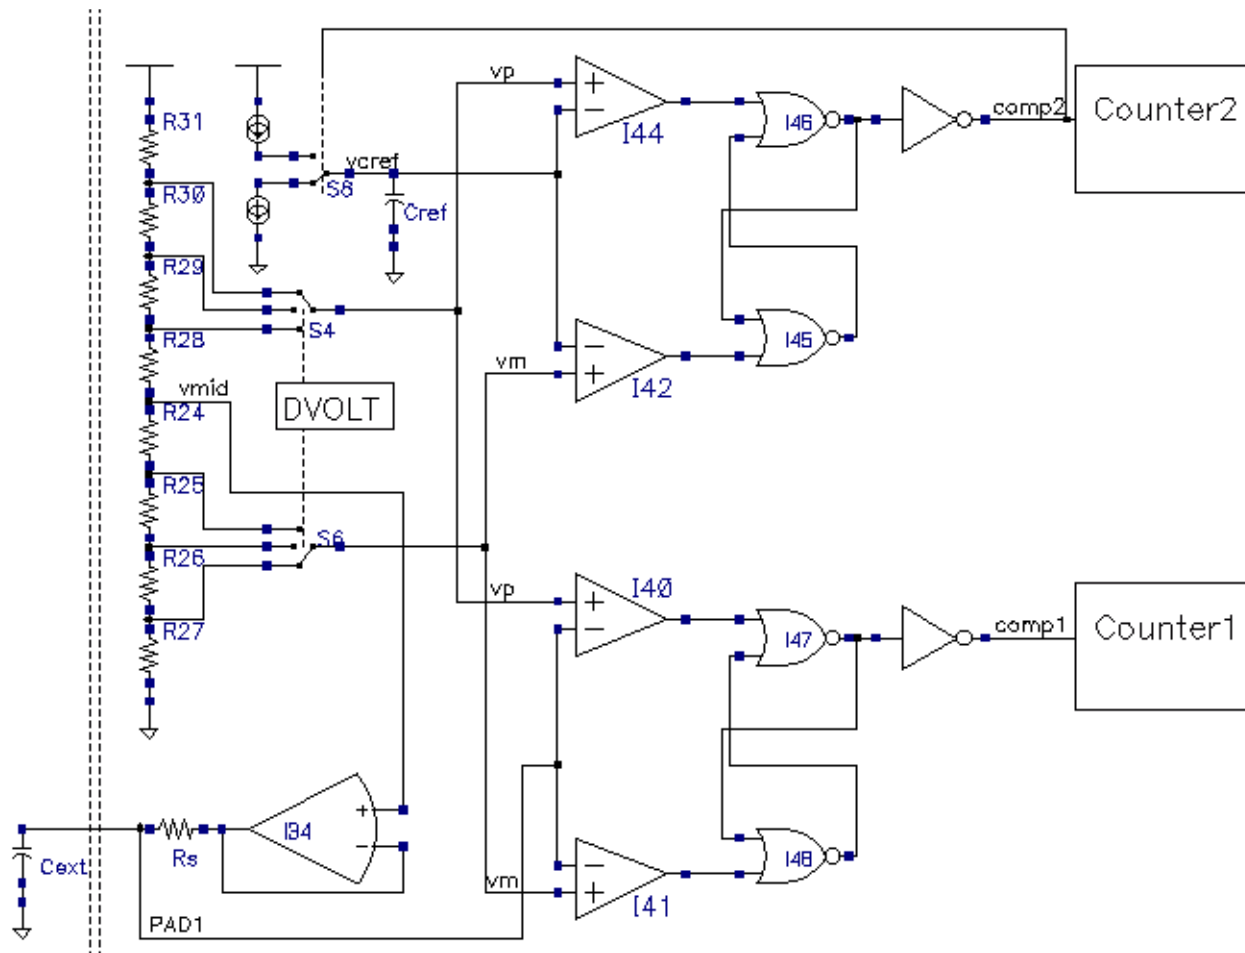 vp
comp2
Counter2
R31
I46
I44
vcref
R30
S8
Cref
R29
S4
R28
I45
vm
I42
vmid
DVOLT
R24
R25
S6
R26
I40
vp
R27
I47
comp1
Counter1
I34
Rs
Cext
I48
vm
I41
PAD1
+
−
+
−
−
+
+
−
+
−
−
+